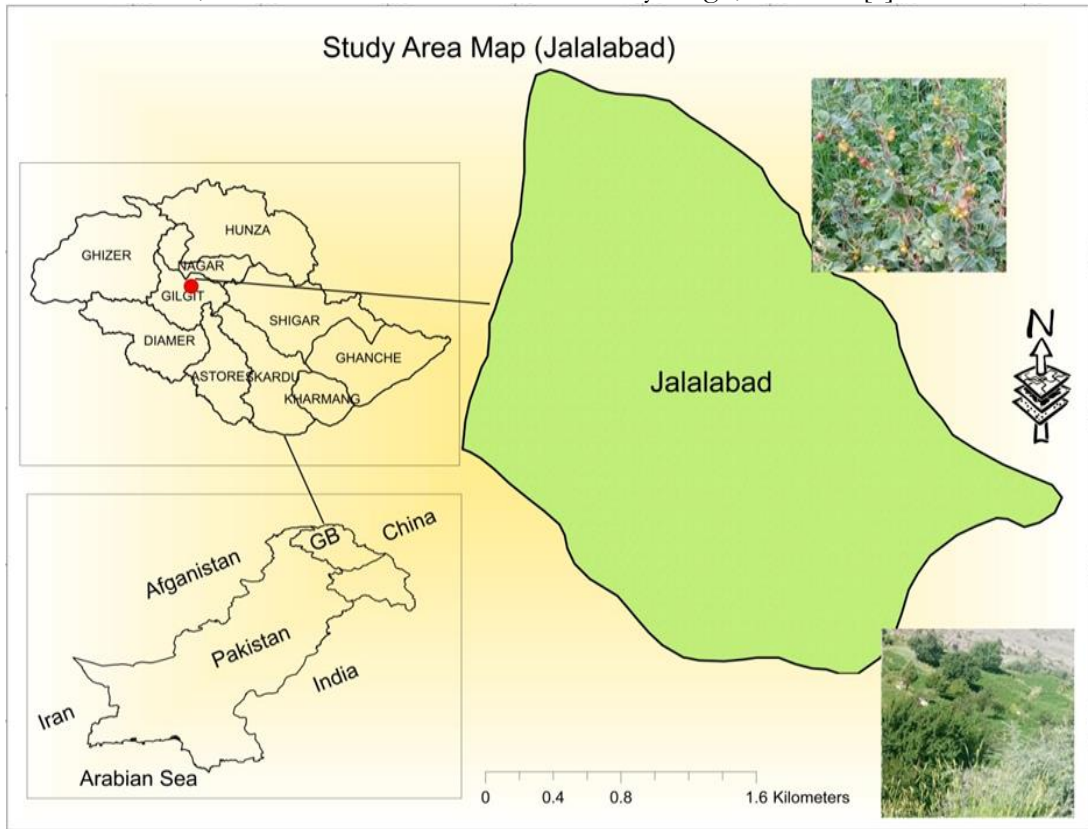 Study Area Map (Jalalabad)
HUNZA
GHIZER
NAGAR
GILGIT
SHIGAR
DIAMER
GHANCHE
ASTORE
SKARDU
KHARMANG
Jalalabad
N
China
GB
Afganistan
Pakistan
India
Iran
Arabian Sea
0 0.4 0.8 1.6 Kilometers